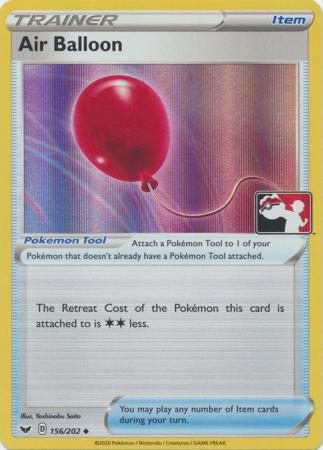 TRAINER Item
Air Balloon
Pokémon Tool Attach a Pokémon Tool to 1 of your
Pokémon that doesn't already have a Pokémon Tool attached.
The Retreat Cost of the Pokémon this card is
attached to is ✴✴ less.
Illus. Yoshinobu Saito
D 156/202 ◆
You may play any number of Item cards
during your turn.
©2020 Pokémon / Nintendo / Creatures / GAME FREAK